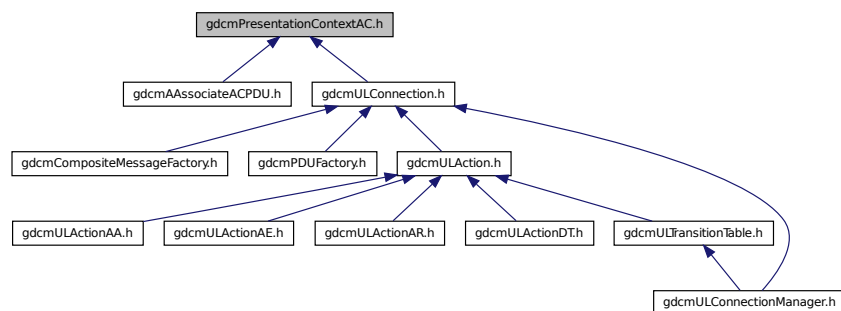 gdcmPresentationContextAC.h
gdcmAAssociateACPDU.h
gdcmULConnection.h
gdcmCompositeMessageFactory.h
gdcmPDUFactory.h
gdcmULAction.h
gdcmULActionAA.h
gdcmULActionAE.h
gdcmULActionAR.h
gdcmULActionDT.h
gdcmULTransitionTable.h
gdcmULConnectionManager.h